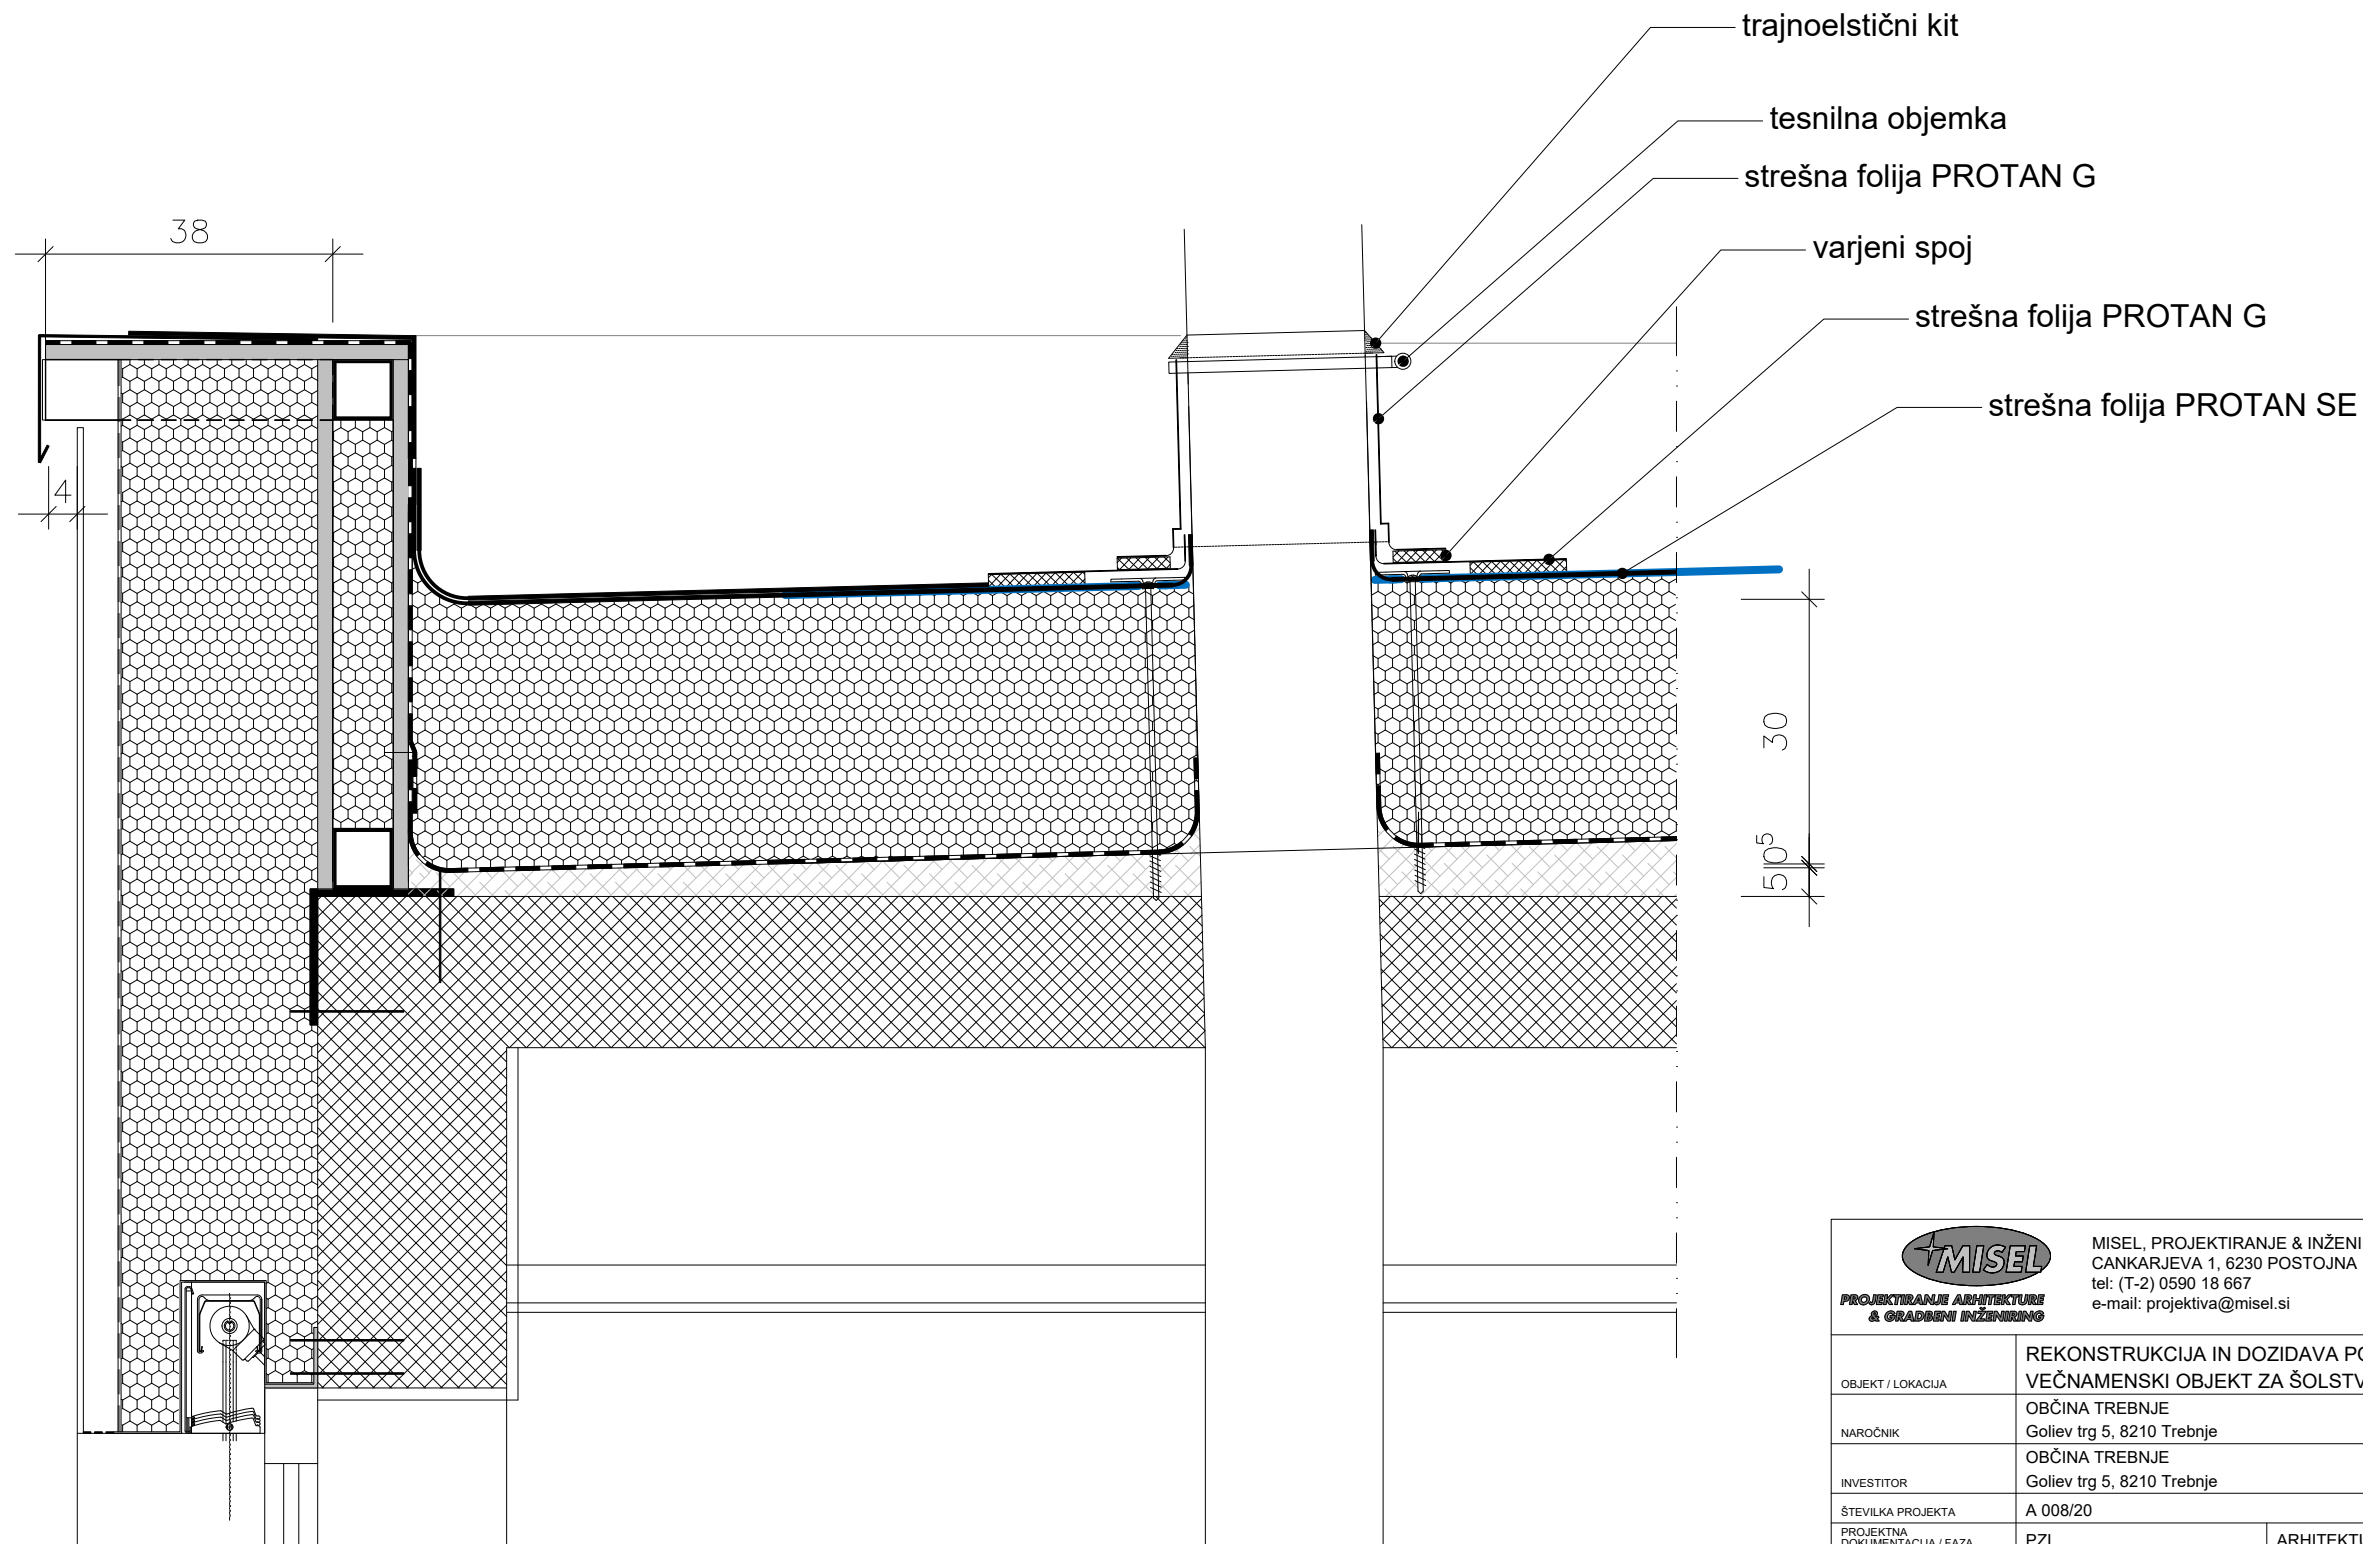 trajnoelstični kit
tesnilna objemka
strešna folija PROTAN G
varjeni spoj
strešna folija PROTAN G
strešna folija PROTAN SE
38
4
30
0⁵
5
MISEL
PROJEKTIRANJE ARHITEKTURE
& GRADBENI INŽENIRING
MISEL, PROJEKTIRANJE & INŽENI
CANKARJEVA 1, 6230 POSTOJNA
tel: (T-2) 0590 18 667
e-mail: projektiva@misel.si
OBJEKT / LOKACIJA
REKONSTRUKCIJA IN DOZIDAVA PO
VEČNAMENSKI OBJEKT ZA ŠOLSTV
NAROČNIK
OBČINA TREBNJE
Goliev trg 5, 8210 Trebnje
INVESTITOR
OBČINA TREBNJE
Goliev trg 5, 8210 Trebnje
ŠTEVILKA PROJEKTA
A 008/20
PROJEKTNA
DOKUMENTACIJA / FAZA
PZI
ARHITEKTU